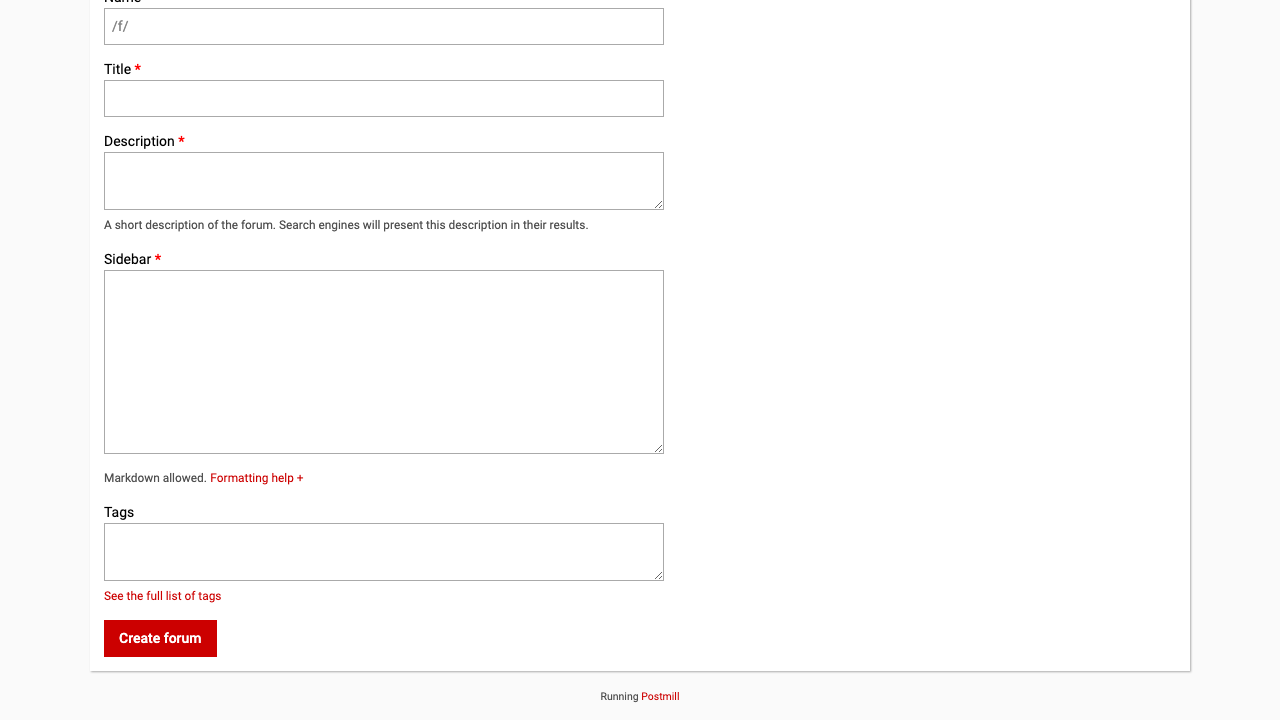 Name
/f/
Title *
Description *
A short description of the forum. Search engines will present this description in their results.
Sidebar *
Markdown allowed. Formatting help +
Tags
See the full list of tags
Create forum
Running Postmill